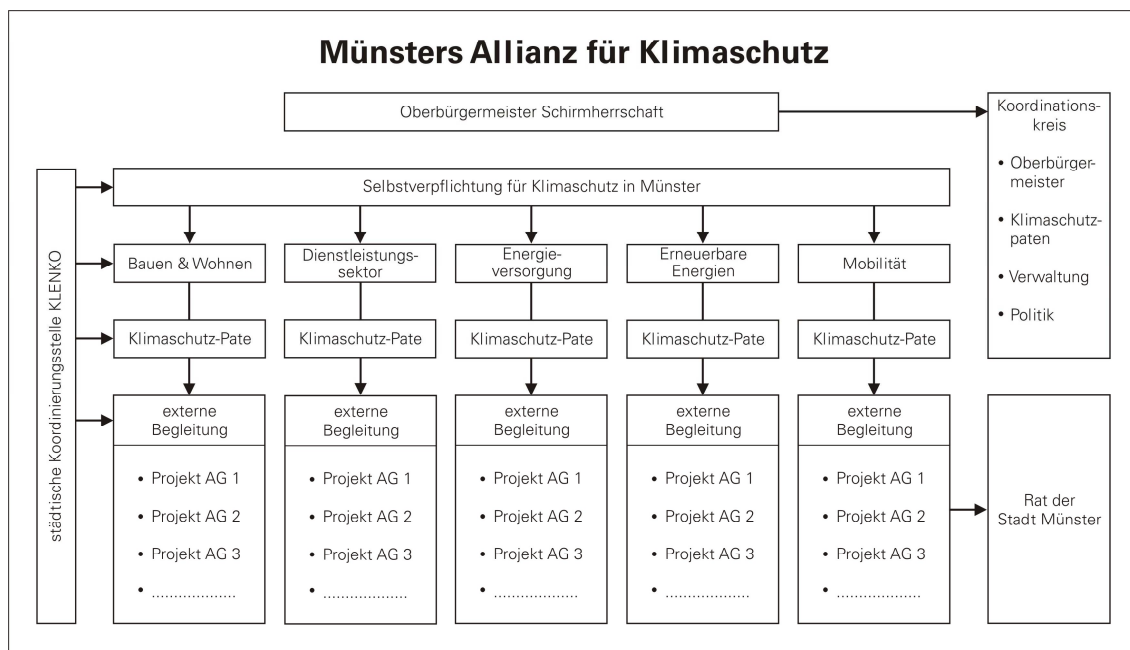 Münsters Allianz für Klimaschutz
Oberbürgermeister Schirmherrschaft
Koordinations-
kreis
• Oberbürger-
meister
• Klimaschutz-
paten
• Verwaltung
• Politik
städtische Koordinierungsstelle KLENKO
Selbstverpflichtung für Klimaschutz in Münster
Bauen & Wohnen
Dienstleistungs-
sektor
Energie-
versorgung
Erneuerbare
Energien
Mobilität
Klimaschutz-Pate
Klimaschutz-Pate
Klimaschutz-Pate
Klimaschutz-Pate
Klimaschutz-Pate
externe
Begleitung
• Projekt AG 1
• Projekt AG 2
• Projekt AG 3
• ...................
externe
Begleitung
• Projekt AG 1
• Projekt AG 2
• Projekt AG 3
• ...................
externe
Begleitung
• Projekt AG 1
• Projekt AG 2
• Projekt AG 3
• ...................
externe
Begleitung
• Projekt AG 1
• Projekt AG 2
• Projekt AG 3
• ...................
externe
Begleitung
• Projekt AG 1
• Projekt AG 2
• Projekt AG 3
• ...................
Rat der
Stadt Münster